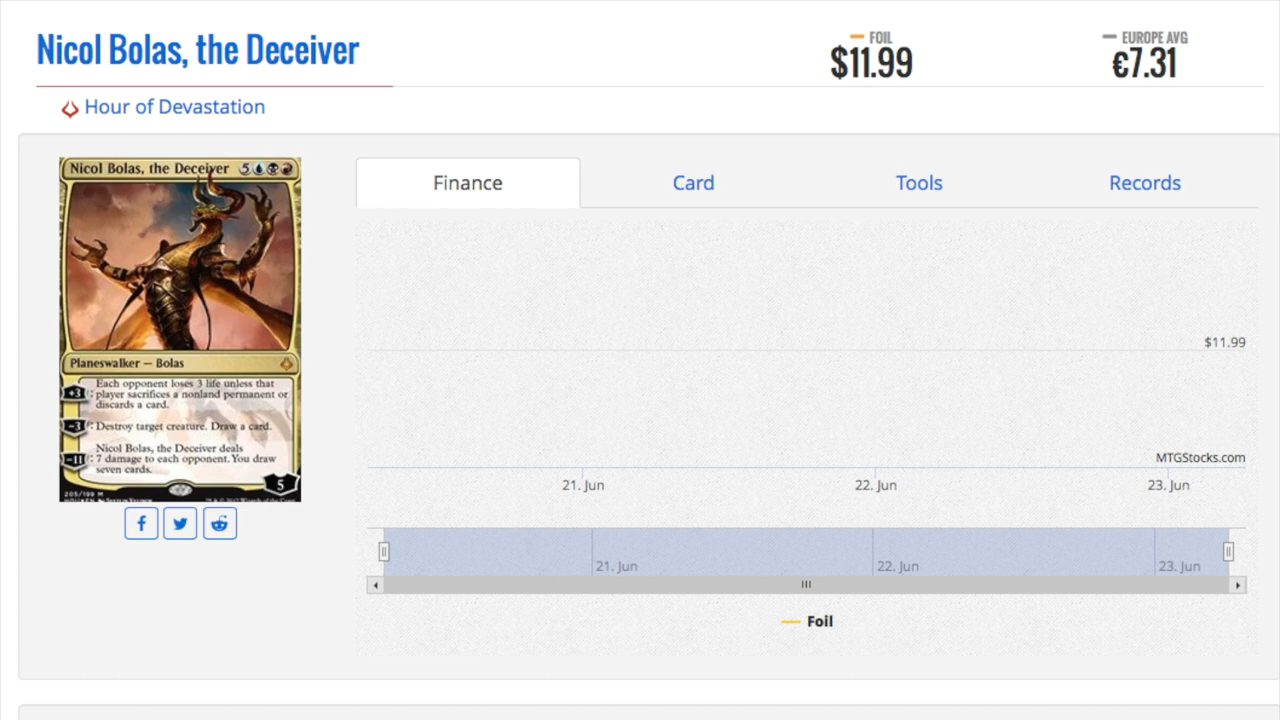 Nicol Bolas, the Deceiver
FOIL
$11.99
EUROPE AVG
€7.31
Hour of Devastation
Nicol Bolas, the Deceiver 5
Planeswalker — Bolas
+3: Each opponent loses 3 life unless that
player sacrifices a nonland permanent or
discards a card.
-3: Destroy target creature. Draw a card.
Nicol Bolas, the Deceiver deals
-11: 7 damage to each opponent. You draw
seven cards.
5
205/199 M
Finance
Card
Tools
Records
$11.99
MTGStocks.com
21. Jun
22. Jun
23. Jun
21. Jun
22. Jun
23. Jun
Foil